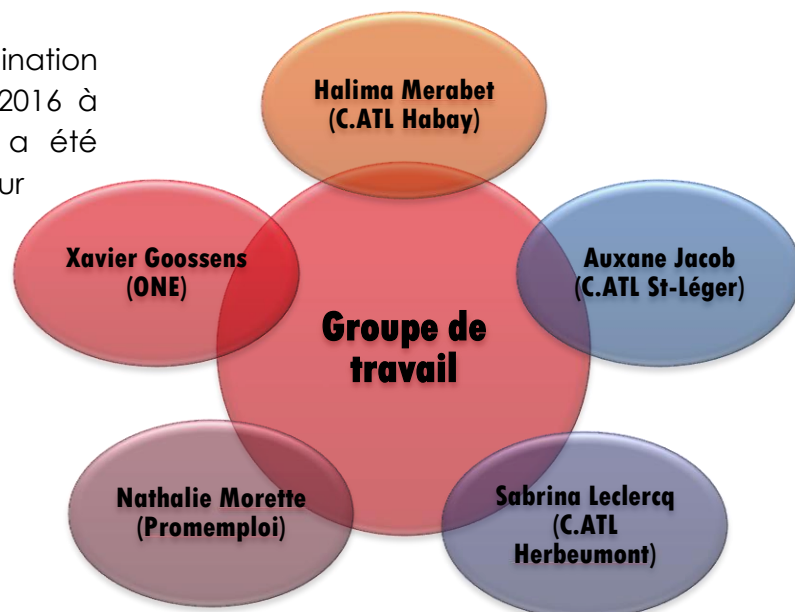 ination
2016 à
a été
ur
Halima Merabet
(C.ATL Habay)
Xavier Goossens
(ONE)
Auxane Jacob
(C.ATL St-Léger)
Groupe de
travail
Nathalie Morette
(Promemploi)
Sabrina Leclercq
(C.ATL
Herbeumont)